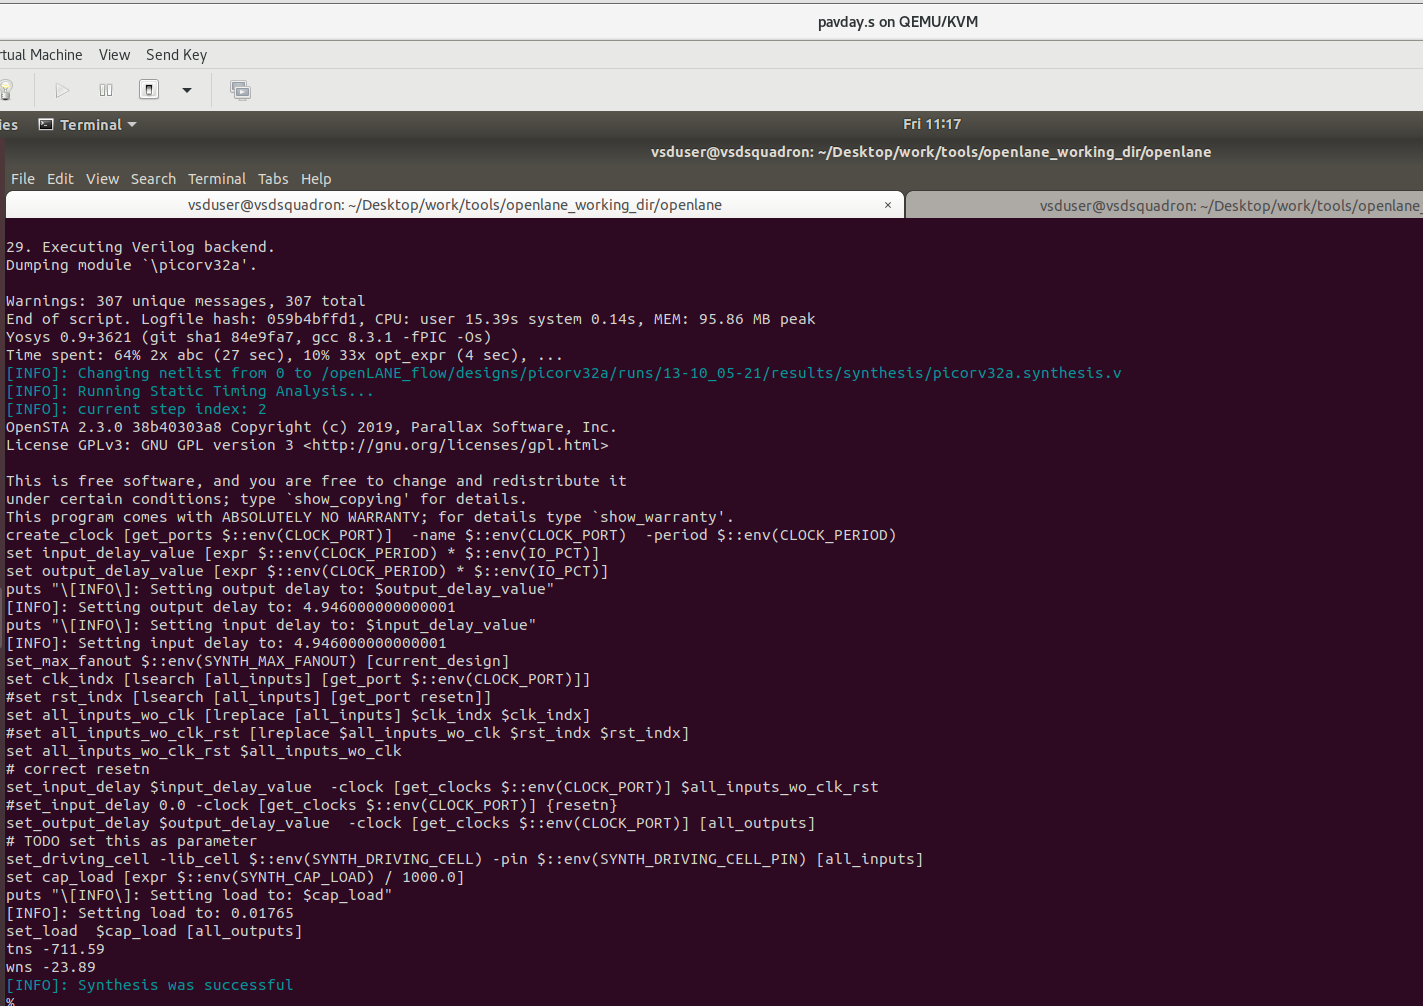 pavday.s on QEMU/KVM
rtual Machine View Send Key
ies Terminal Fri 11:17
vsduser@vsdsquadron: ~/Desktop/work/tools/openlane_working_dir/openlane
File Edit View Search Terminal Tabs Help
vsduser@vsdsquadron: ~/Desktop/work/tools/openlane_working_dir/openlane × vsduser@vsdsquadron: ~/Desktop/work/tools/openlane_
29. Executing Verilog backend.
Dumping module `\picorv32a'.
Warnings: 307 unique messages, 307 total
End of script. Logfile hash: 059b4bffd1, CPU: user 15.39s system 0.14s, MEM: 95.86 MB peak
Yosys 0.9+3621 (git sha1 84e9fa7, gcc 8.3.1 -fPIC -Os)
Time spent: 64% 2x abc (27 sec), 10% 33x opt_expr (4 sec), ...
[INFO]: Changing netlist from 0 to /openLANE_flow/designs/picorv32a/runs/13-10_05-21/results/synthesis/picorv32a.synthesis.v
[INFO]: Running Static Timing Analysis...
[INFO]: current step index: 2
OpenSTA 2.3.0 38b40303a8 Copyright (c) 2019, Parallax Software, Inc.
License GPLv3: GNU GPL version 3 <http://gnu.org/licenses/gpl.html>
This is free software, and you are free to change and redistribute it
under certain conditions; type `show_copying' for details.
This program comes with ABSOLUTELY NO WARRANTY; for details type `show_warranty'.
create_clock [get_ports $::env(CLOCK_PORT)]  -name $::env(CLOCK_PORT)  -period $::env(CLOCK_PERIOD)
set input_delay_value [expr $::env(CLOCK_PERIOD) * $::env(IO_PCT)]
set output_delay_value [expr $::env(CLOCK_PERIOD) * $::env(IO_PCT)]
puts "\[INFO\]: Setting output delay to: $output_delay_value"
[INFO]: Setting output delay to: 4.946000000000001
puts "\[INFO\]: Setting input delay to: $input_delay_value"
[INFO]: Setting input delay to: 4.946000000000001
set_max_fanout $::env(SYNTH_MAX_FANOUT) [current_design]
set clk_indx [lsearch [all_inputs] [get_port $::env(CLOCK_PORT)]]
#set rst_indx [lsearch [all_inputs] [get_port resetn]]
set all_inputs_wo_clk [lreplace [all_inputs] $clk_indx $clk_indx]
#set all_inputs_wo_clk_rst [lreplace $all_inputs_wo_clk $rst_indx $rst_indx]
set all_inputs_wo_clk_rst $all_inputs_wo_clk
# correct resetn
set_input_delay $input_delay_value  -clock [get_clocks $::env(CLOCK_PORT)] $all_inputs_wo_clk_rst
#set_input_delay 0.0 -clock [get_clocks $::env(CLOCK_PORT)] {resetn}
set_output_delay $output_delay_value  -clock [get_clocks $::env(CLOCK_PORT)] [all_outputs]
# TODO set this as parameter
set_driving_cell -lib_cell $::env(SYNTH_DRIVING_CELL) -pin $::env(SYNTH_DRIVING_CELL_PIN) [all_inputs]
set cap_load [expr $::env(SYNTH_CAP_LOAD) / 1000.0]
puts "\[INFO\]: Setting load to: $cap_load"
[INFO]: Setting load to: 0.01765
set_load  $cap_load [all_outputs]
tns -711.59
wns -23.89
[INFO]: Synthesis was successful
%